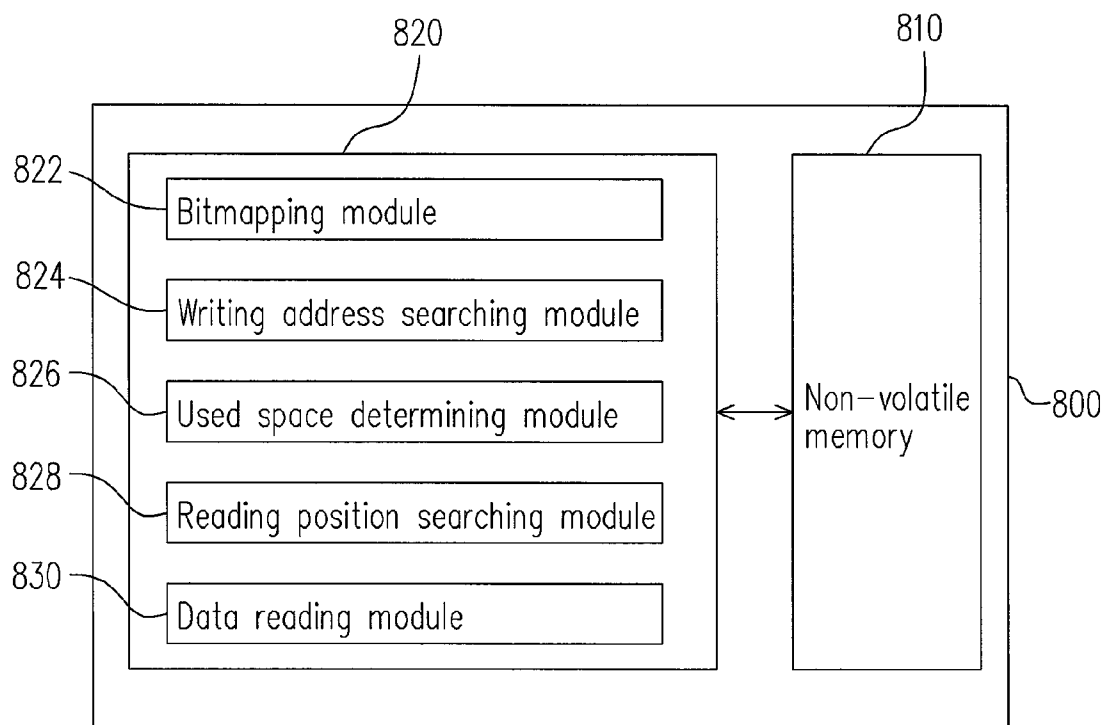 820
810
822
Bitmapping module
824
Writing address searching module
826
Used space determining module
Non-volatile
memory
800
828
Reading position searching module
830
Data reading module